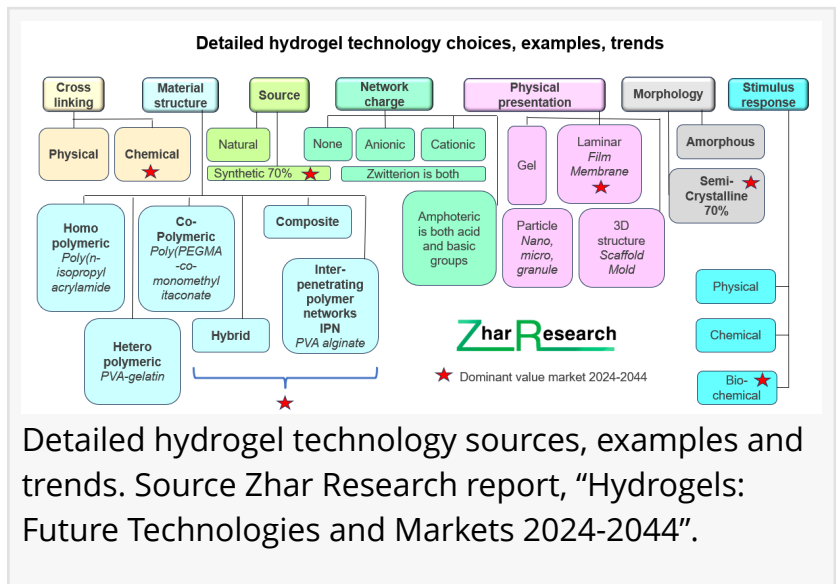 Detailed hydrogel technology choices, examples, trends
Cross
linking
Physical
Chemical
Material
structure
Homo
polymeric
Poly(n-
isopropyl
acrylamide
Hetero
polymeric
PVA-gelatin
Co-
Polymeric
Poly(PEGMA
-co-
monomethyl
itaconate
Hybrid
Composite
Inter-
penetrating
polymer
networks
IPN
PVA alginate
Source
Natural
Synthetic 70%
Network
charge
None
Anionic
Cationic
Zwitterion is both
Amphoteric
is both acid
and basic
groups
Physical
presentation
Gel
Laminar
Film
Membrane
Particle
Nano,
micro,
granule
3D
structure
Scaffold
Mold
Morphology
Amorphous
Semi-
Crystalline
70%
Stimulus
response
Physical
Chemical
Bio-
chemical
Zhar Research
Dominant value market 2024-2044
Detailed hydrogel technology sources, examples and
trends. Source Zhar Research report, “Hydrogels:
Future Technologies and Markets 2024-2044”.